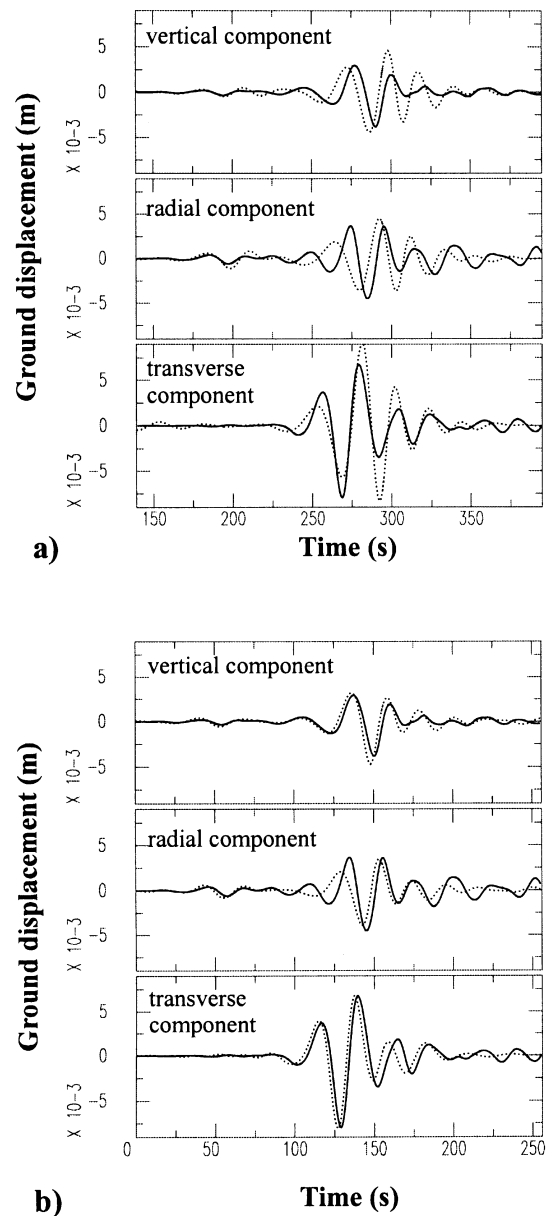 vertical component
5
0
-5
X 10-3
radial component
5
0
-5
X 10-3
transverse
component
5
0
-5
X 10-3
Ground displacement (m)
150 200 250 300 350
Time (s)
a)
vertical component
5
0
-5
X 10-3
radial component
5
0
-5
X 10-3
transverse
component
5
0
-5
X 10-3
Ground displacement (m)
0 50 100 150 200 250
Time (s)
b)